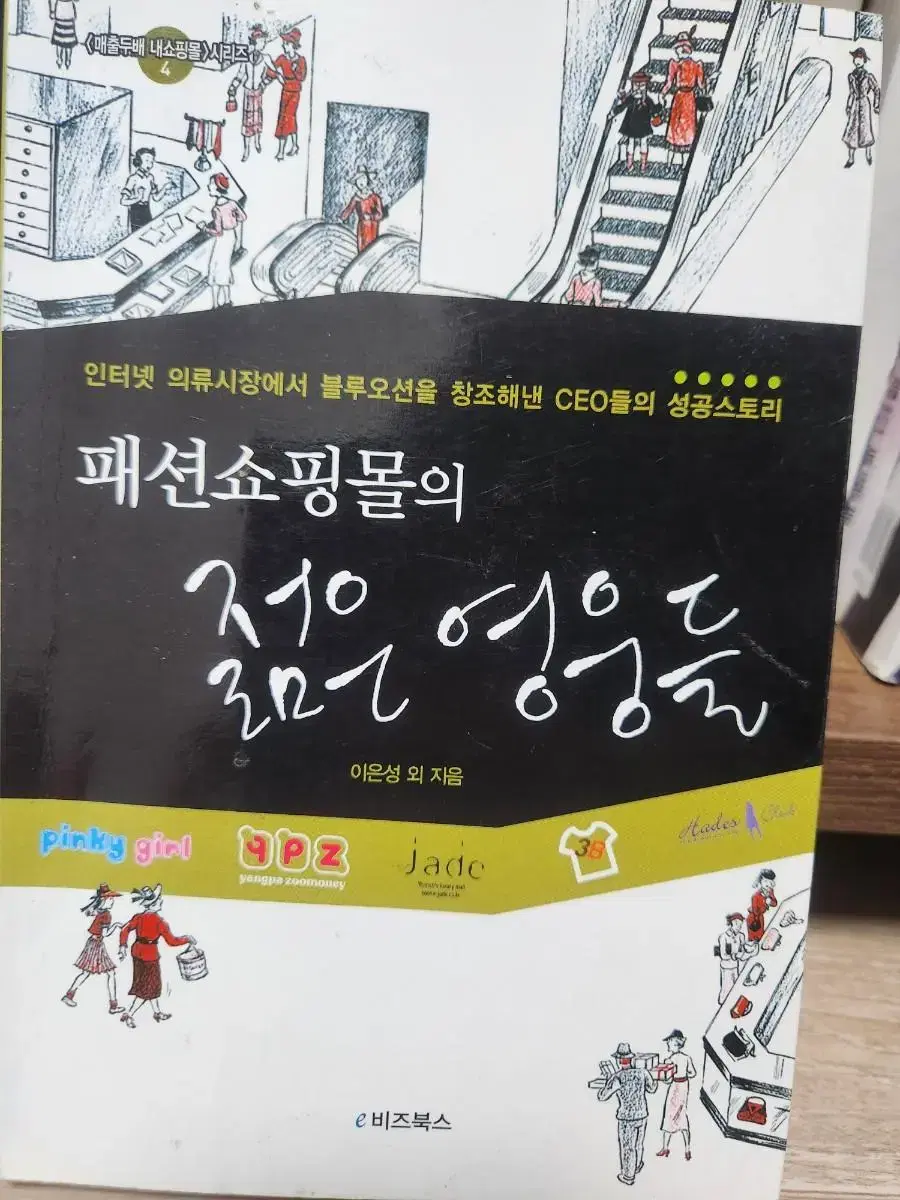 〈매출두배 내쇼핑몰〉시리즈
4
인터넷 의류시장에서 블루오션을 창조해낸 CEO들의 성공스토리
패션쇼핑몰의
젊은 영웅들
이은성 외 지음
pinky girl
ypz
yangpa zoomoney
Jade
38
Hades Club
e비즈북스